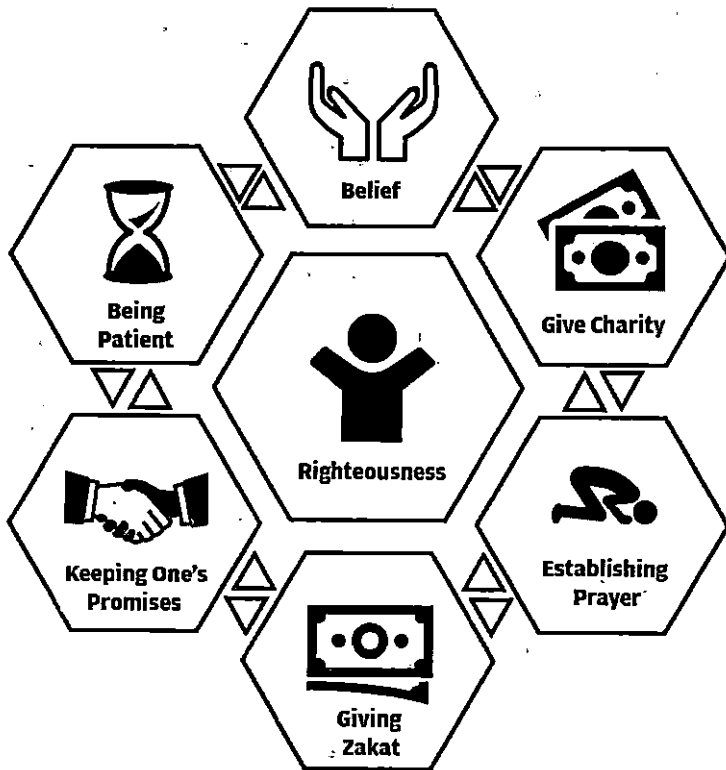 Belief
Being
Patient
Give Charity
Righteousness
Keeping One's
Promises
Establishing
Prayer
Giving
Zakat